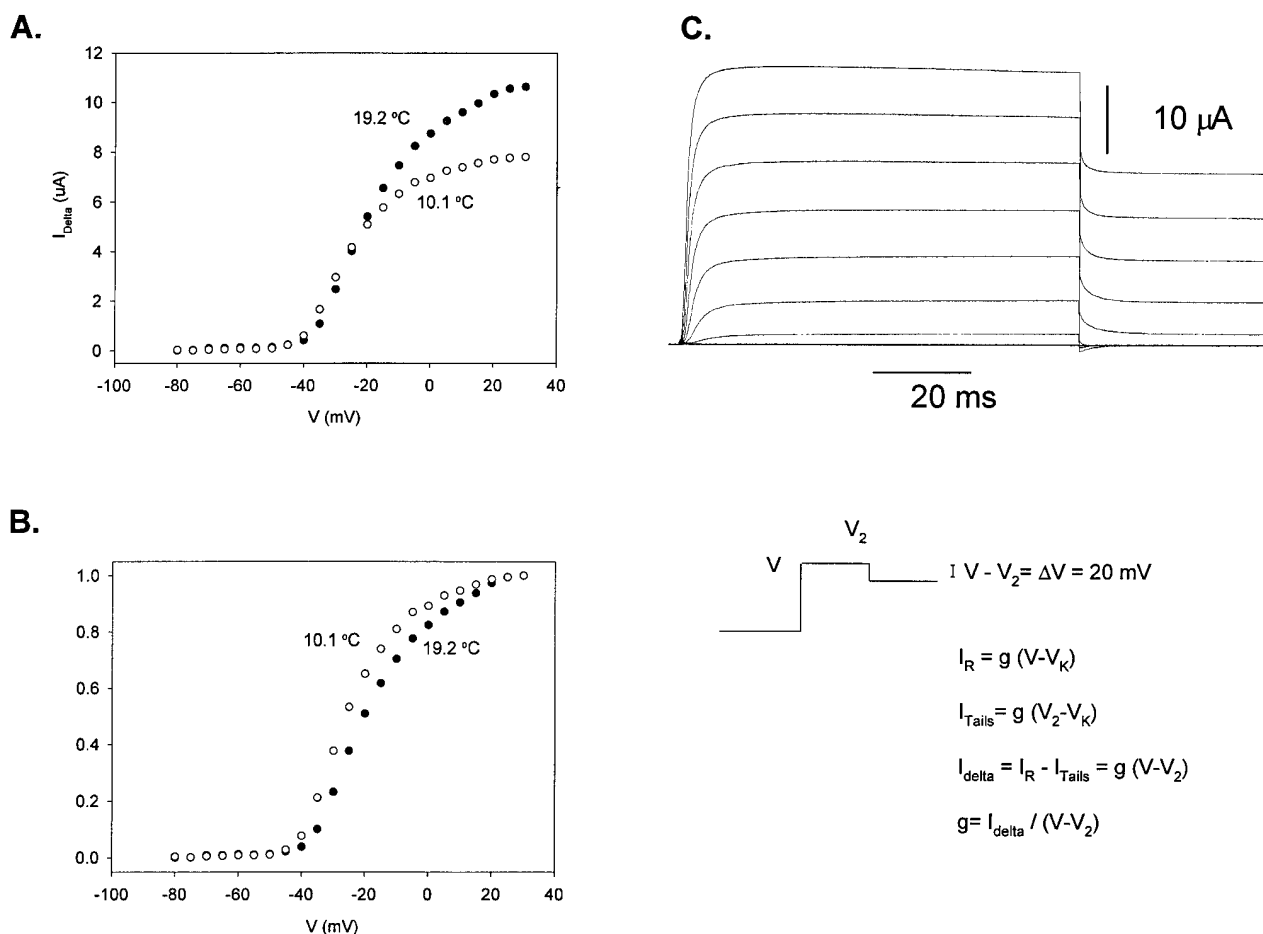 A.
12
10
8
6
4
2
0
I_Delta (uA)
19.2 °C
10.1 °C
-100 -80 -60 -40 -20 0 20 40
V (mV)
B.
1.0
0.8
0.6
0.4
0.2
0.0
10.1 °C
19.2 °C
-100 -80 -60 -40 -20 0 20 40
V (mV)
C.
10 µA
20 ms
V
V₂
I V - V₂= ΔV = 20 mV
I_R = g (V-V_K)
I_Tails= g (V₂-V_K)
I_delta = I_R - I_Tails = g (V-V₂)
g= I_delta / (V-V₂)